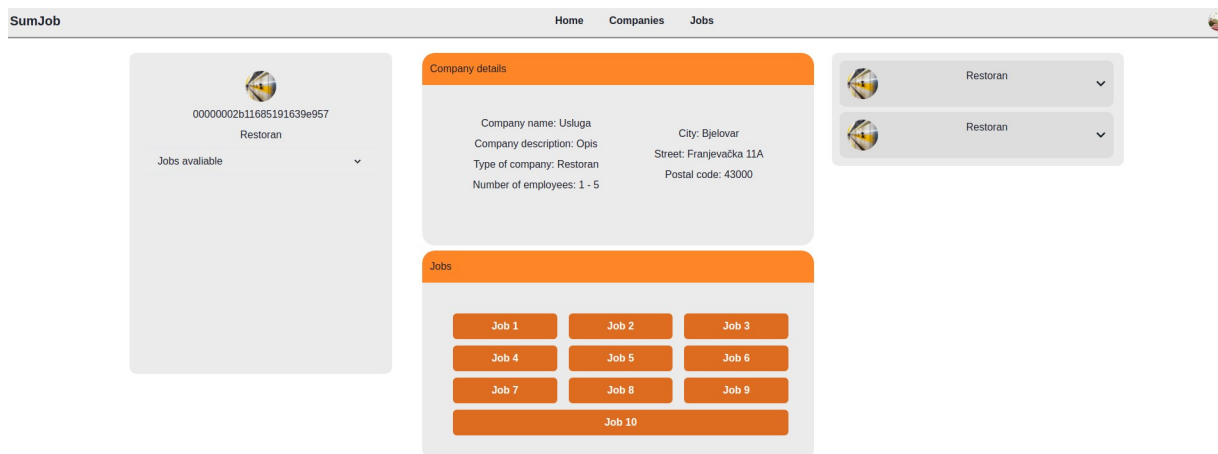 SumJob
Home Companies Jobs
00000002b11685191639e957
Restoran
Jobs avaliable
Company details
Company name: Usluga
Company description: Opis
Type of company: Restoran
Number of employees: 1 - 5
City: Bjelovar
Street: Franjevačka 11A
Postal code: 43000
Jobs
Job 1 Job 2 Job 3
Job 4 Job 5 Job 6
Job 7 Job 8 Job 9
Job 10
Restoran
Restoran